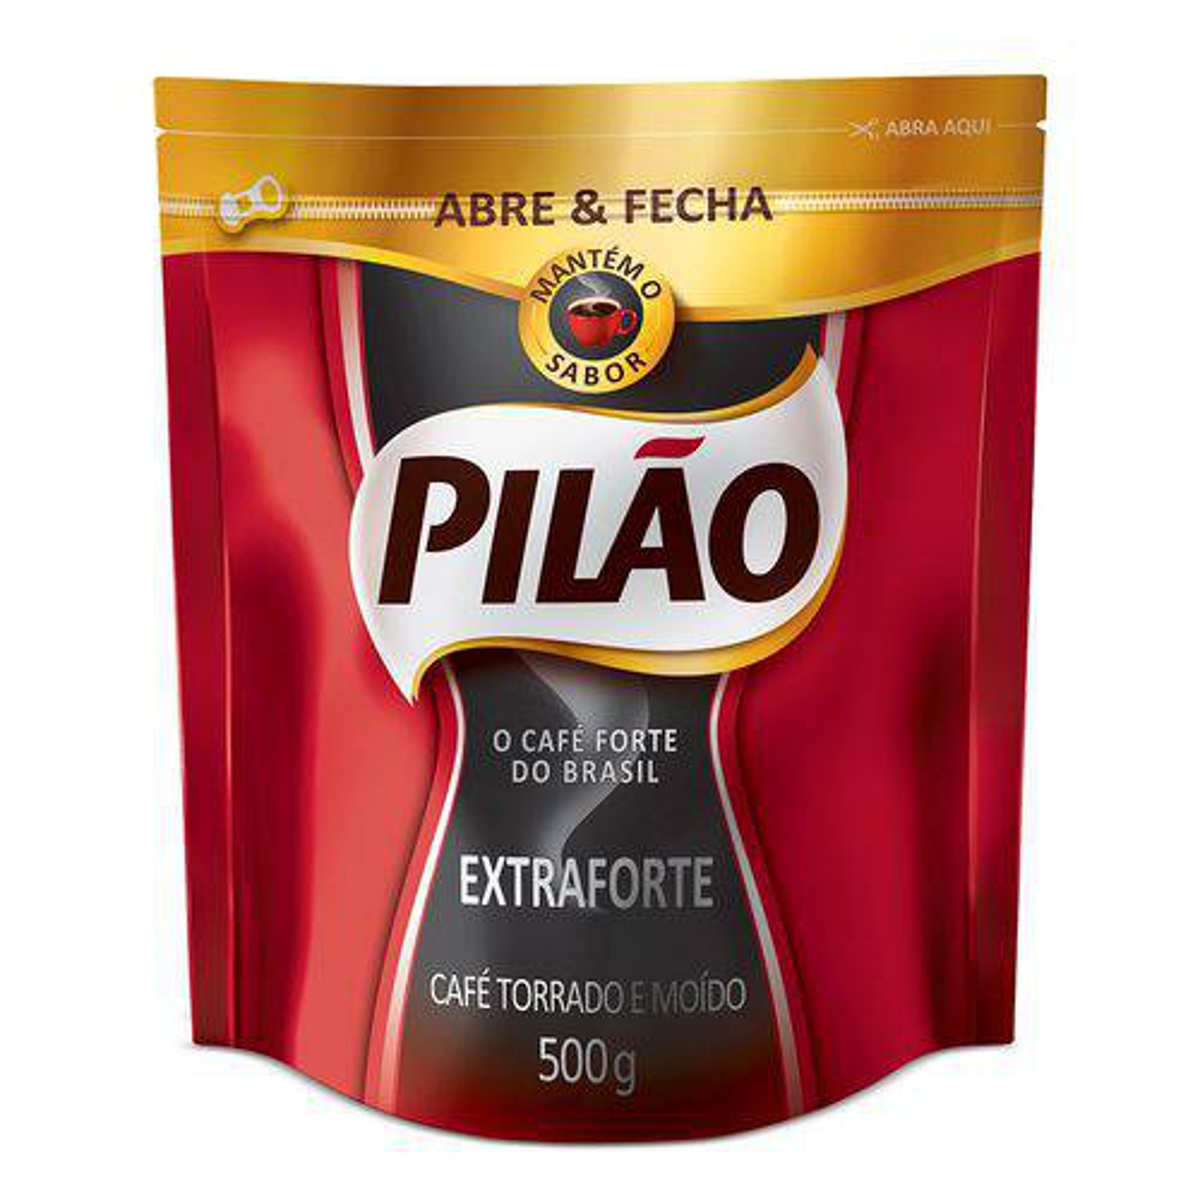 ABRA AQUI
ABRE & FECHA
MANTÉM O
SABOR
PILÃO
O CAFÉ FORTE
DO BRASIL
EXTRAFORTE
CAFÉ TORRADO E MOÍDO
500g